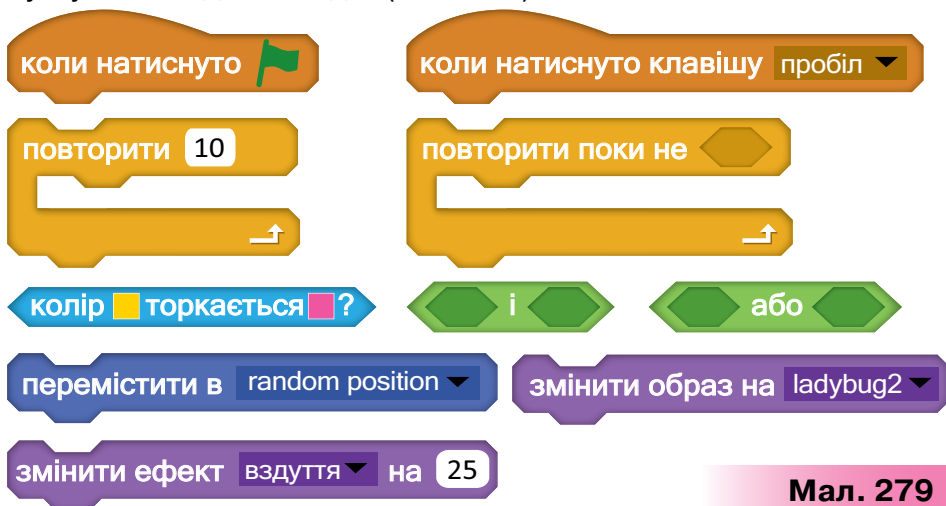 коли натиснуто
коли натиснуто клавішу пробіл
повторити 10
повторити поки не
колір торкається ?
і
або
перемістити в random position
змінити образ на ladybug2
змінити ефект вздуття на 25
Мал. 279